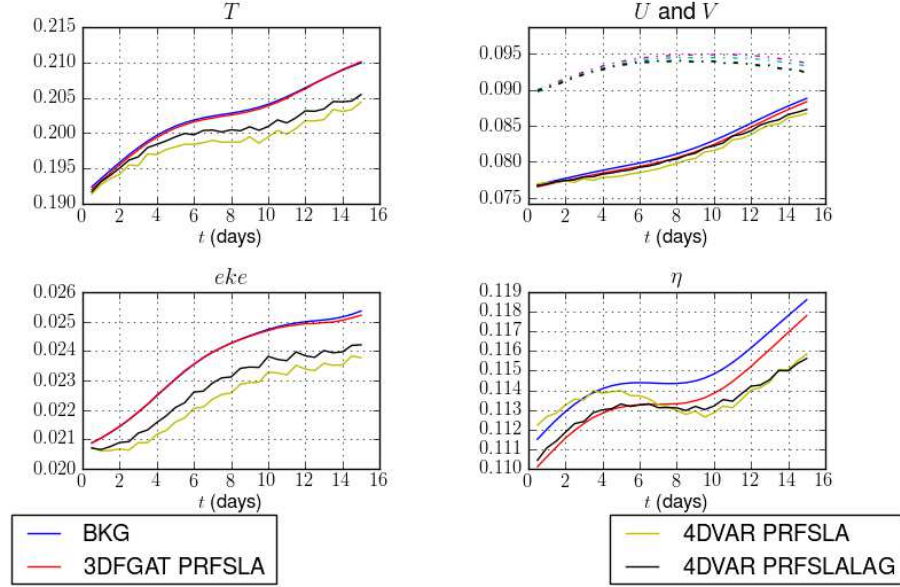 T
0.215
0.210
0.205
0.200
0.195
0.190
0 2 4 6 8 10 12 14 16
t (days)
U and V
0.095
0.090
0.085
0.080
0.075
0 2 4 6 8 10 12 14 16
t (days)
eke
0.026
0.025
0.024
0.023
0.022
0.021
0.020
0 2 4 6 8 10 12 14 16
t (days)
η
0.119
0.118
0.117
0.116
0.115
0.114
0.113
0.112
0.111
0.110
0 2 4 6 8 10 12 14 16
t (days)
BKG
3DFGAT PRFSLA
4DVAR PRFSLA
4DVAR PRFSLALAG